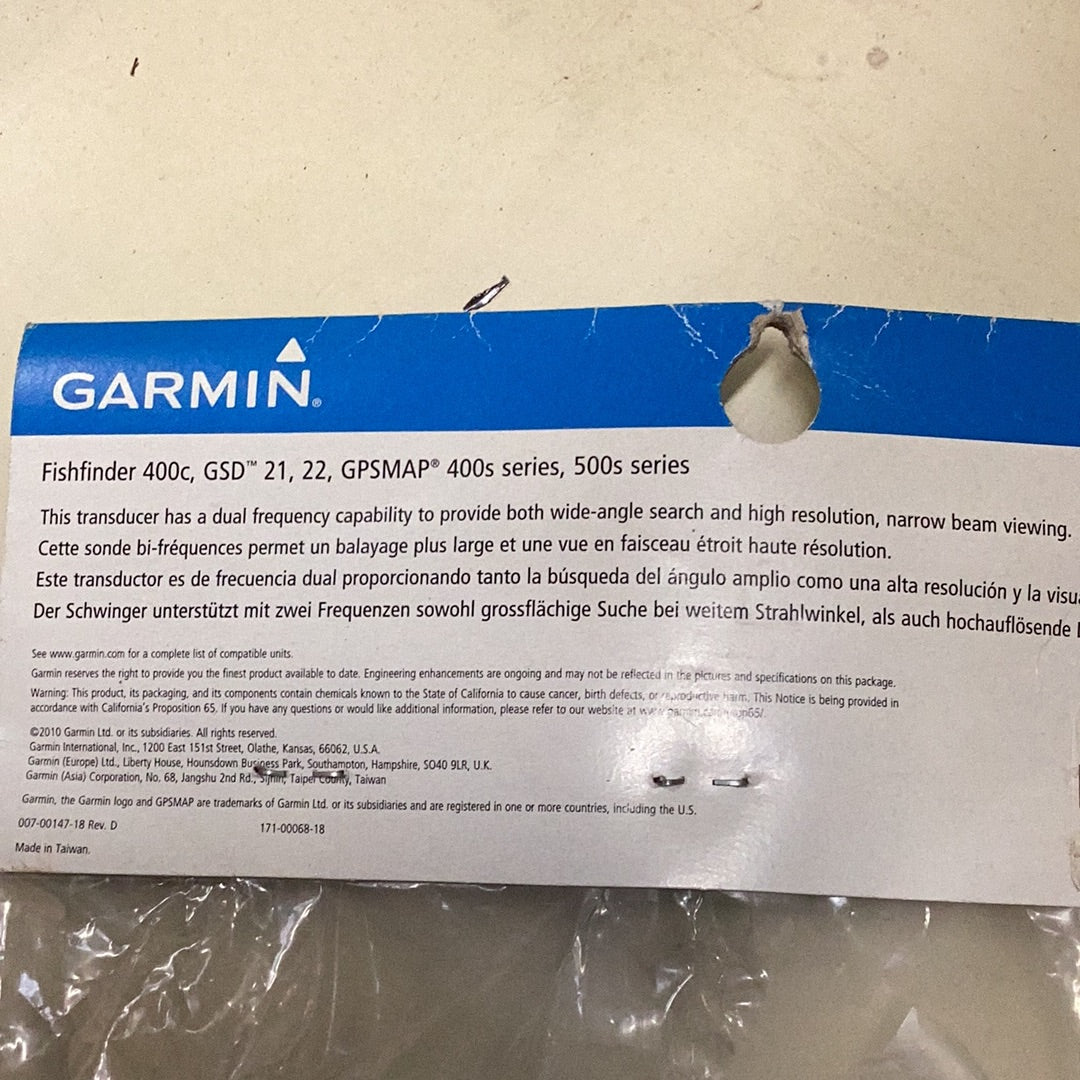 GARMIN®
Fishfinder 400c, GSD™ 21, 22, GPSMAP® 400s series, 500s series
This transducer has a dual frequency capability to provide both wide-angle search and high resolution, narrow beam viewing.
Cette sonde bi-fréquences permet un balayage plus large et une vue en faisceau étroit haute résolution.
Este transductor es de frecuencia dual proporcionando tanto la búsqueda del ángulo amplio como una alta resolución y la
Der Schwinger unterstützt mit zwei Frequenzen sowohl grossflächige Suche bei weitem Strahlwinkel, als auch hochauflösende
See www.garmin.com for a complete list of compatible units.
Garmin reserves the right to provide you the finest product available to date. Engineering enhancements are ongoing and may not be reflected in the pictures and specifications on this package.
Warning: This product, its packaging, and its components contain chemicals known to the State of California to cause cancer, birth defects, or reproductive harm. This Notice is being provided in
accordance with California's Proposition 65. If you have any questions or would like additional information, please refer to our website at
©2010 Garmin Ltd. or its subsidiaries. All rights reserved.
Garmin International, Inc., 1200 East 151st Street, Olathe, Kansas, 66062, U.S.A.
Garmin (Europe) Ltd., Liberty House, Hounsdown Business Park, Southampton, Hampshire, SO40 9LR, U.K.
Garmin (Asia) Corporation, No. 68, Jangshu 2nd Rd., Sijhih, Taipei County, Taiwan
Garmin, the Garmin logo and GPSMAP are trademarks of Garmin Ltd. or its subsidiaries and are registered in one or more countries, including the U.S.
007-00147-18 Rev. D 171-00068-18
Made in Taiwan.